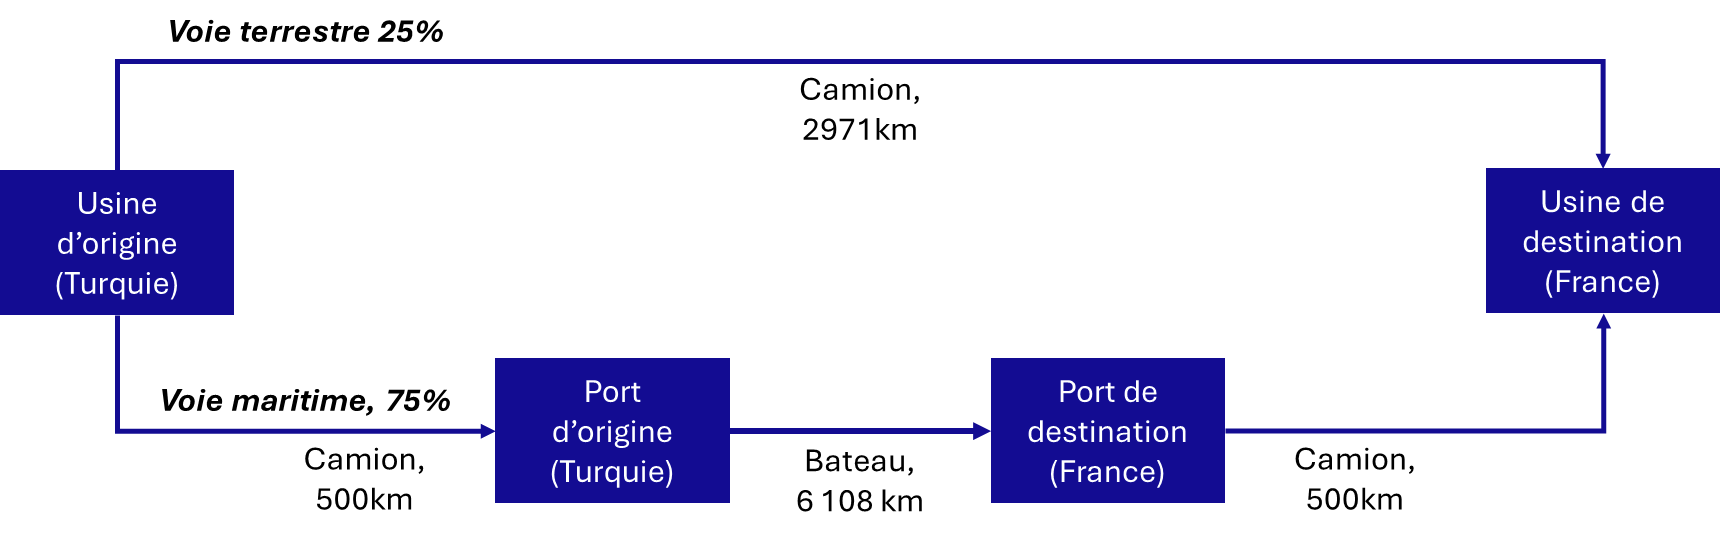 Voie terrestre 25%
Camion,
2971km
Usine
d’origine
(Turquie)
Usine de
destination
(France)
Voie maritime, 75%
Camion,
500km
Port
d’origine
(Turquie)
Bateau,
6 108 km
Port de
destination
(France)
Camion,
500km